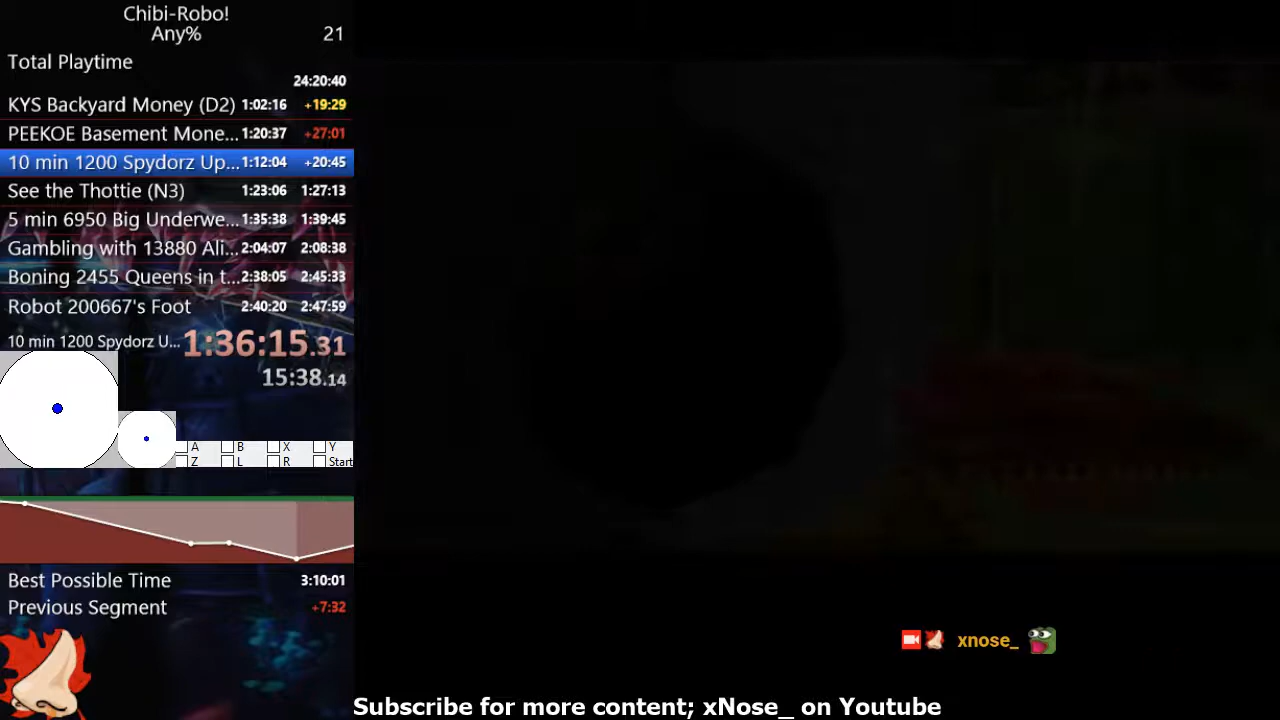 Chibi-Robo!
Any% 21
Total Playtime
24:20:40
KYS Backyard Money (D2) 1:02:16 +19:29
PEEKOE Basement Mone... 1:20:37 +27:01
10 min 1200 Spydorz Up... 1:12:04 +20:45
See the Thottie (N3) 1:23:06 1:27:13
5 min 6950 Big Underwe... 1:35:38 1:39:45
Gambling with 13880 Ali... 2:04:07 2:08:38
Boning 2455 Queens in t... 2:38:05 2:45:33
Robot 200667's Foot 2:40:20 2:47:59
10 min 1200 Spydorz U... 1:36:15.31
15:38.14
A B X Y
Z L R Start
Best Possible Time 3:10:01
Previous Segment +7:32
xnose_
Subscribe for more content; xNose_ on Youtube